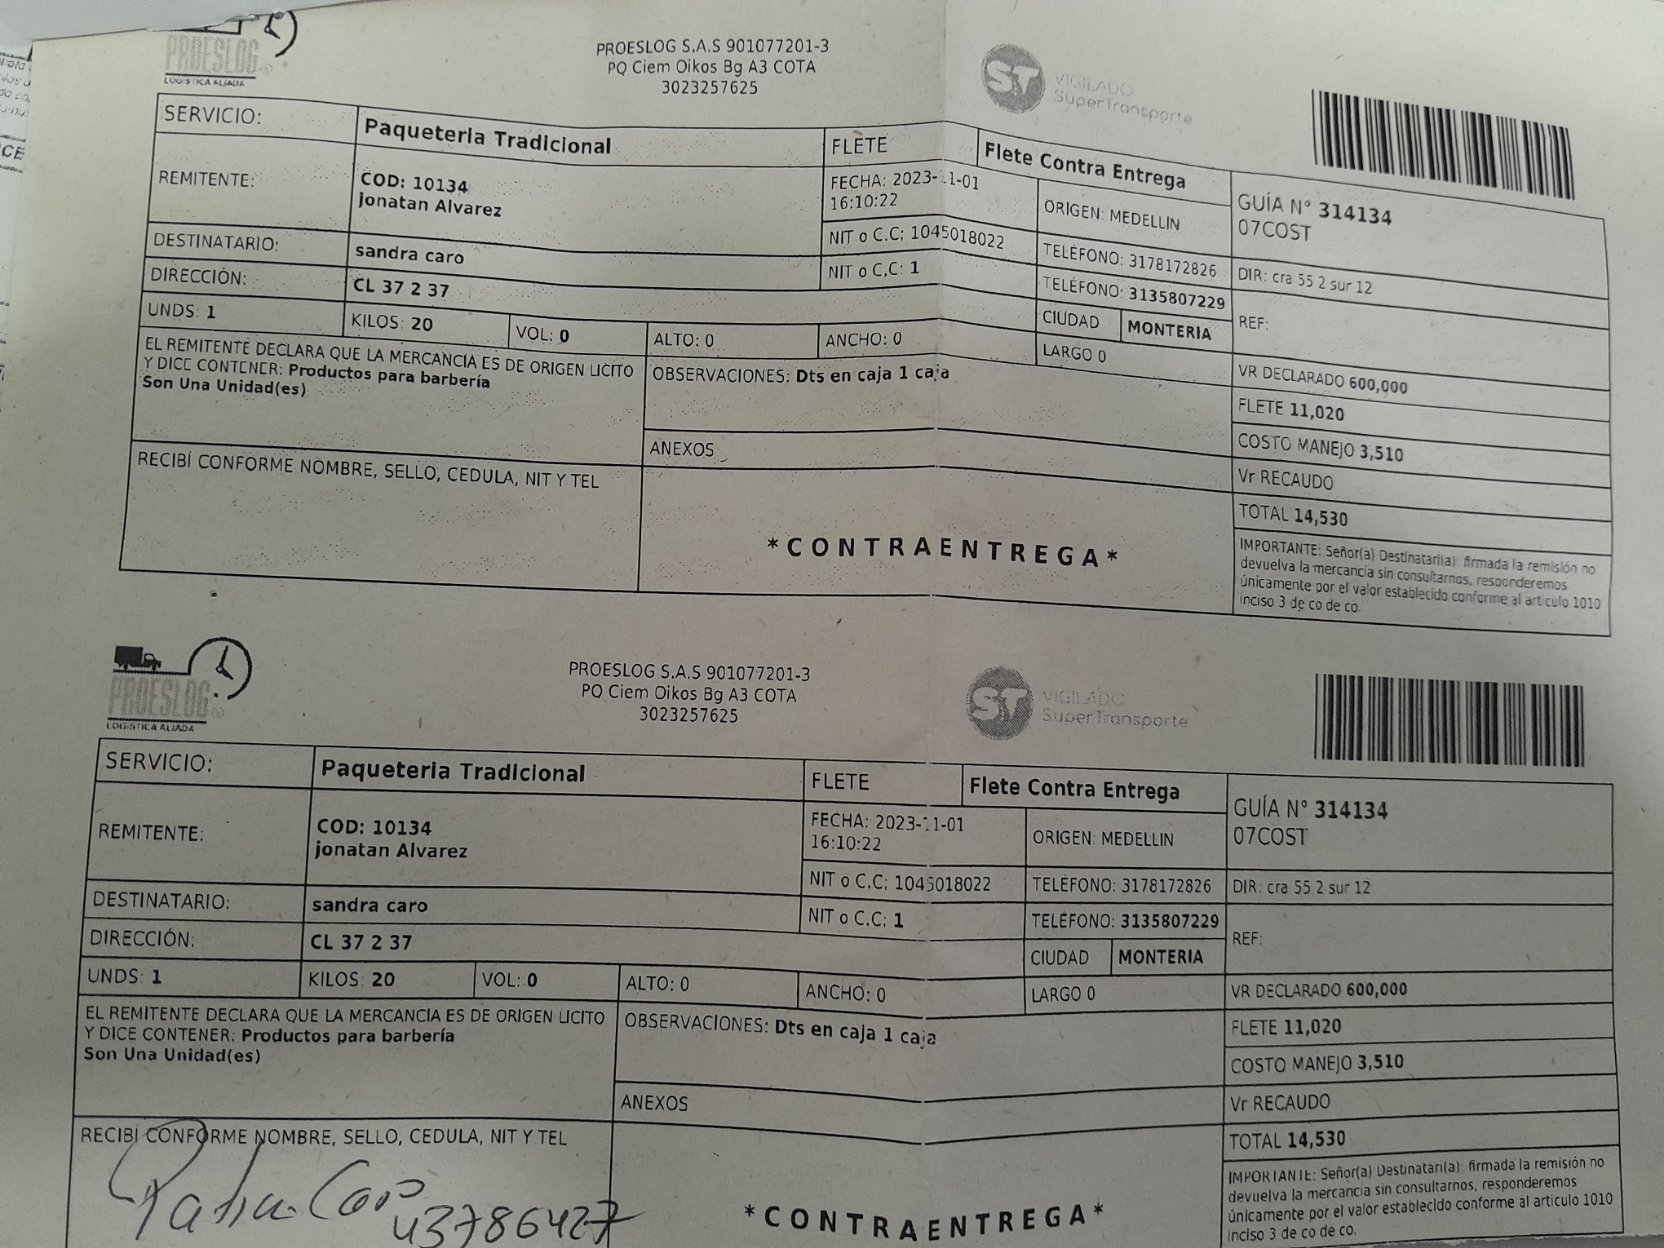 PROESLOG
LOGISTICA ALIADA
PROESLOG S.A.S 901077201-3
PQ Ciem Oikos Bg A3 COTA
3023257625
ST
VIGILADO
SuperTransporte
SERVICIO:
Paqueteria Tradicional
FLETE
Flete Contra Entrega
REMITENTE:
COD: 10134
jonatan Alvarez
FECHA: 2023-11-01
16:10:22
ORIGEN: MEDELLIN
GUÍA N° 314134
07COST
NIT o C.C: 1045018022
TELÉFONO: 3178172826
DIR: cra 55 2 sur 12
DESTINATARIO:
sandra caro
NIT o C.C: 1
TELÉFONO: 3135807229
REF:
DIRECCIÓN:
CL 37 2 37
CIUDAD
MONTERIA
UNDS: 1
KILOS: 20
VOL: 0
ALTO: 0
ANCHO: 0
LARGO 0
VR DECLARADO 600,000
EL REMITENTE DECLARA QUE LA MERCANCIA ES DE ORIGEN LICITO
Y DICE CONTENER: Productos para barbería
Son Una Unidad(es)
OBSERVACIONES: Dts en caja 1 caja
FLETE 11,020
COSTO MANEJO 3,510
ANEXOS
Vr RECAUDO
RECIBÍ CONFORME NOMBRE, SELLO, CEDULA, NIT Y TEL
TOTAL 14,530
*CONTRAENTREGA*
IMPORTANTE: Señor(a) Destinatari(a): firmada la remisión no
devuelva la mercancia sin consultarnos, responderemos
únicamente por el valor establecido conforme al articulo 1010
inciso 3 de co de co.
PROESLOG
LOGISTICA ALIADA
PROESLOG S.A.S 901077201-3
PQ Ciem Oikos Bg A3 COTA
3023257625
ST
VIGILADO
SuperTransporte
SERVICIO:
Paqueteria Tradicional
FLETE
Flete Contra Entrega
REMITENTE:
COD: 10134
jonatan Alvarez
FECHA: 2023-11-01
16:10:22
ORIGEN: MEDELLIN
GUÍA N° 314134
07COST
NIT o C.C: 1045018022
TELÉFONO: 3178172826
DIR: cra 55 2 sur 12
DESTINATARIO:
sandra caro
NIT o C.C: 1
TELÉFONO: 3135807229
REF:
DIRECCIÓN:
CL 37 2 37
CIUDAD
MONTERIA
UNDS: 1
KILOS: 20
VOL: 0
ALTO: 0
ANCHO: 0
LARGO 0
VR DECLARADO 600,000
EL REMITENTE DECLARA QUE LA MERCANCIA ES DE ORIGEN LICITO
Y DICE CONTENER: Productos para barbería
Son Una Unidad(es)
OBSERVACIONES: Dts en caja 1 caja
FLETE 11,020
COSTO MANEJO 3,510
ANEXOS
Vr RECAUDO
RECIBÍ CONFORME NOMBRE, SELLO, CEDULA, NIT Y TEL
TOTAL 14,530
Caro
43786427
*CONTRAENTREGA*
IMPORTANTE: Señor(a) Destinatari(a): firmada la remisión no
devuelva la mercancia sin consultarnos, responderemos
únicamente por el valor establecido conforme al articulo 1010
inciso 3 de co de co.